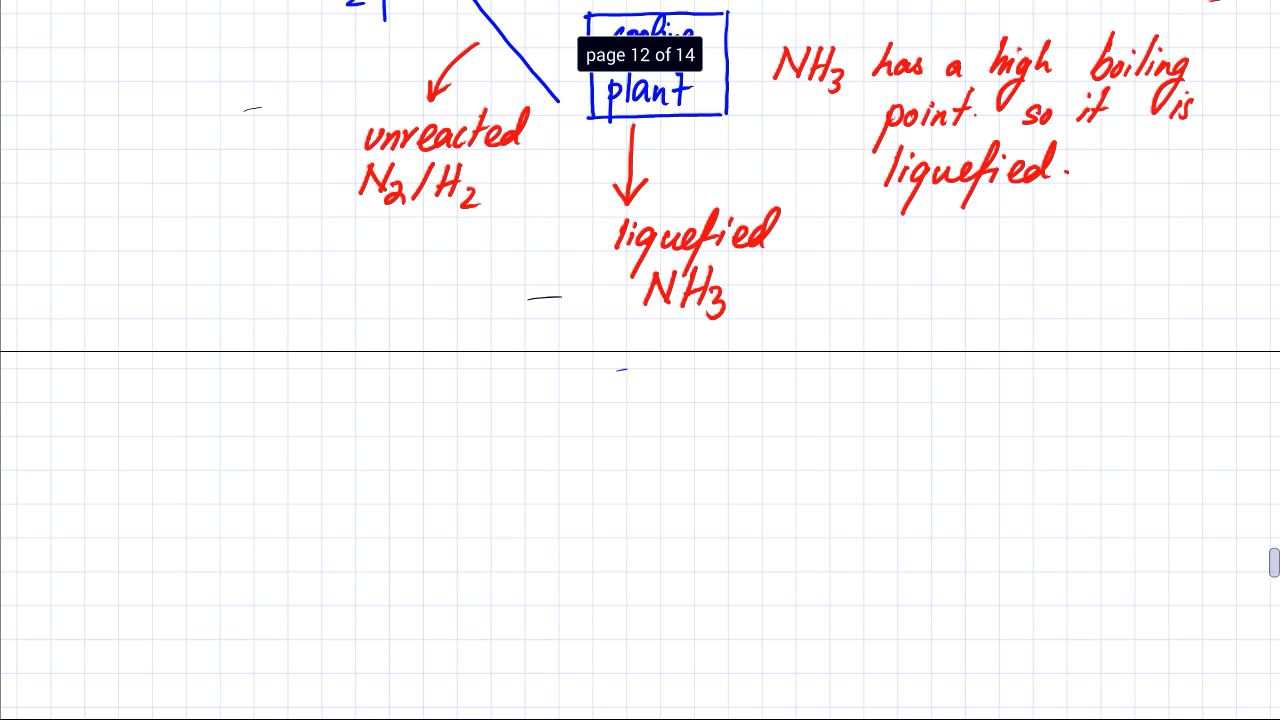 page 12 of 14
plant
NH3 has a high boiling
point. so it is
liquefied.
unreacted
N2/H2
liquefied
NH3